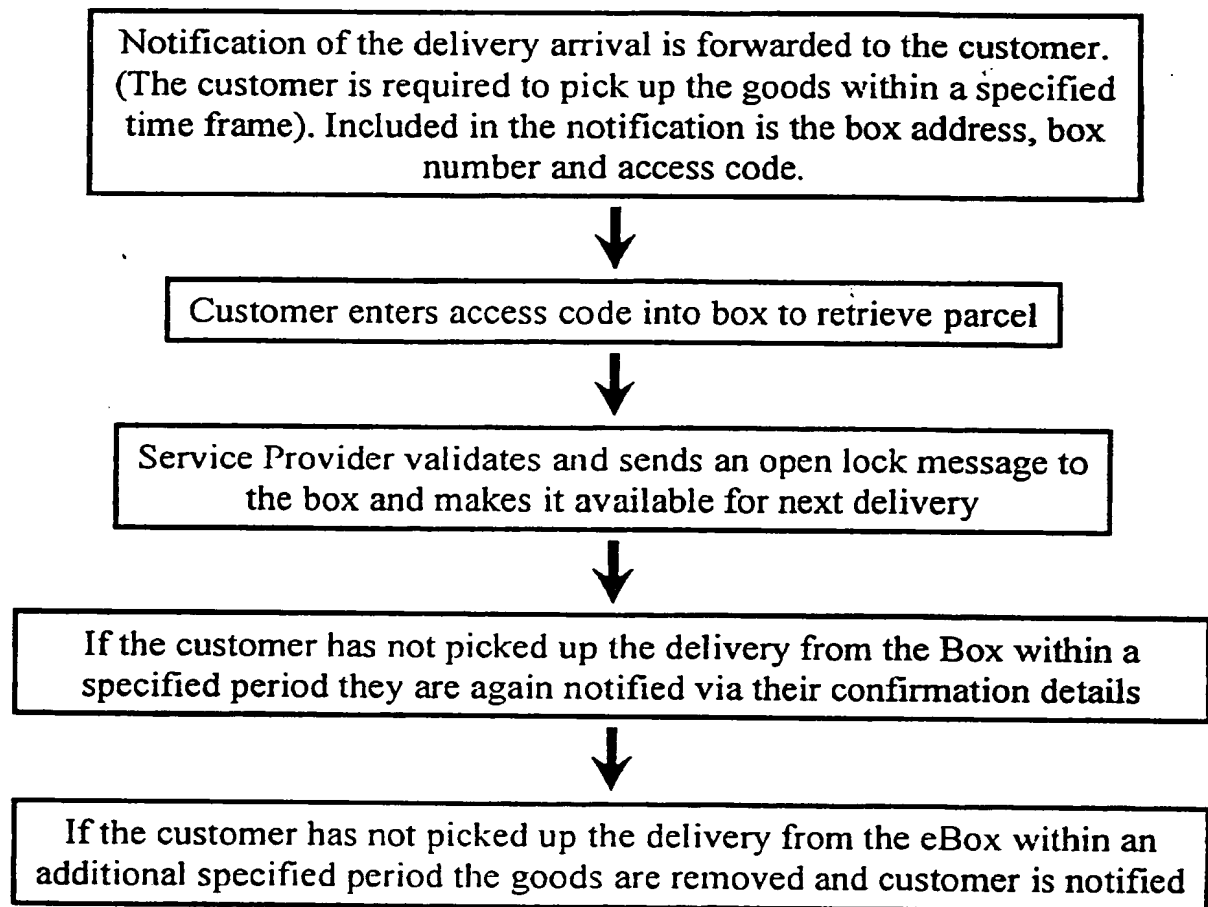 Notification of the delivery arrival is forwarded to the customer.
(The customer is required to pick up the goods within a specified
time frame). Included in the notification is the box address, box
number and access code.
Customer enters access code into box to retrieve parcel
Service Provider validates and sends an open lock message to
the box and makes it available for next delivery
If the customer has not picked up the delivery from the Box within a
specified period they are again notified via their confirmation details
If the customer has not picked up the delivery from the eBox within an
additional specified period the goods are removed and customer is notified